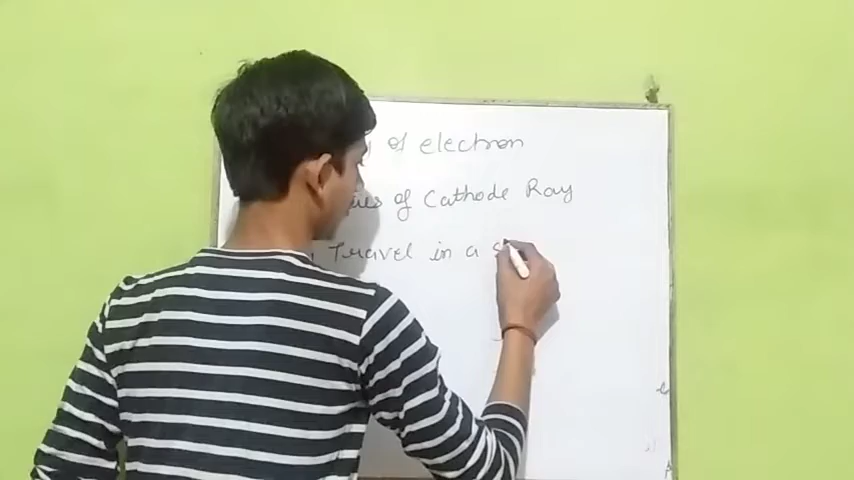 of electron
of Cathode Ray
Travel in a